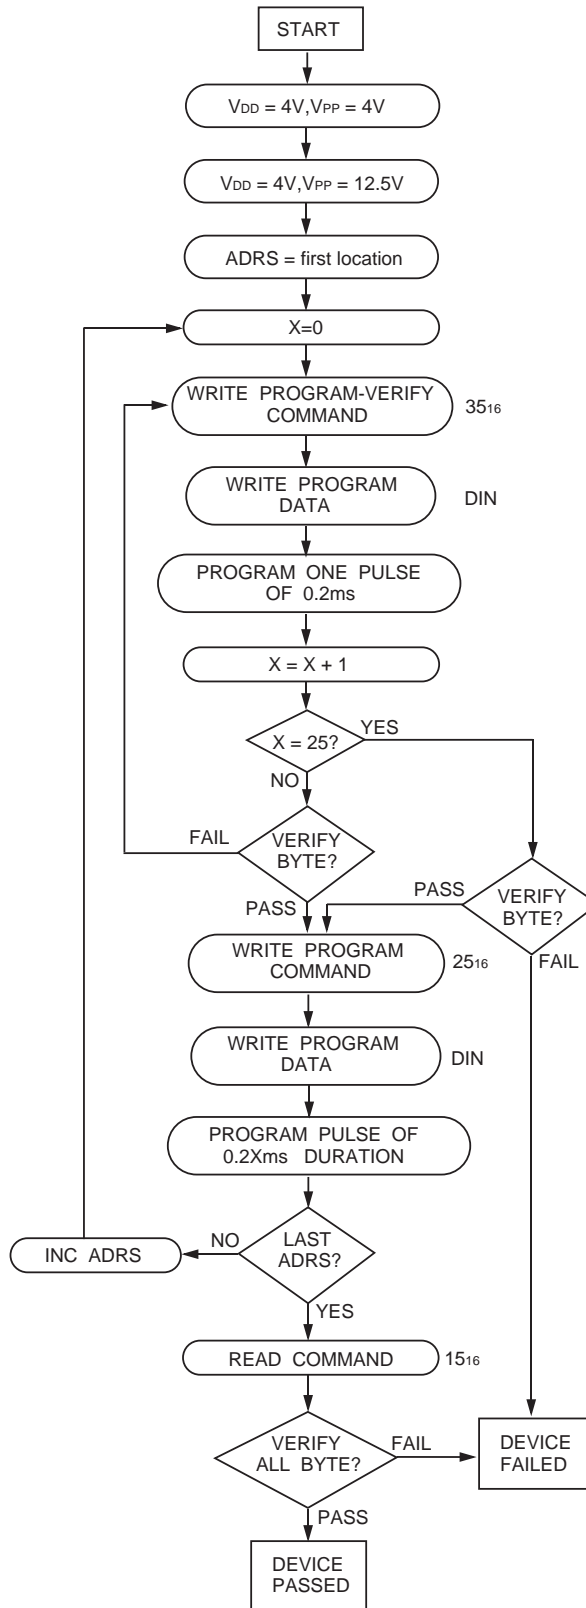 START
VDD = 4V,VPP = 4V
VDD = 4V,VPP = 12.5V
ADRS = first location
X=0
WRITE PROGRAM-VERIFY
COMMAND
3516
WRITE PROGRAM
DATA
DIN
PROGRAM ONE PULSE
OF 0.2ms
X = X + 1
X = 25?
YES
NO
FAIL
VERIFY
BYTE?
PASS
PASS
VERIFY
BYTE?
FAIL
WRITE PROGRAM
COMMAND
2516
WRITE PROGRAM
DATA
DIN
PROGRAM PULSE OF
0.2Xms DURATION
LAST
ADRS?
NO
INC ADRS
YES
READ COMMAND
1516
VERIFY
ALL BYTE?
FAIL
DEVICE
FAILED
PASS
DEVICE
PASSED